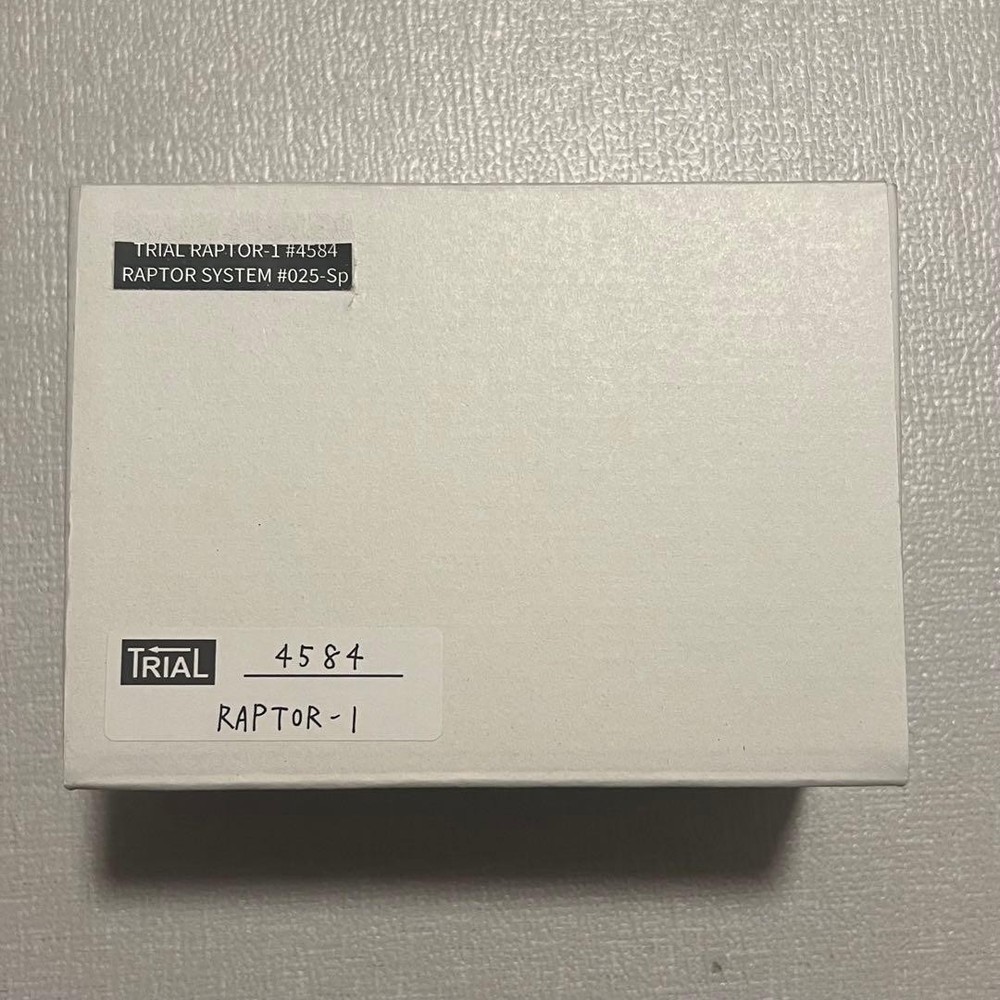 TRIAL RAPTOR-1 #4584
RAPTOR SYSTEM #025-Sp
TRIAL 4584
RAPTOR-1